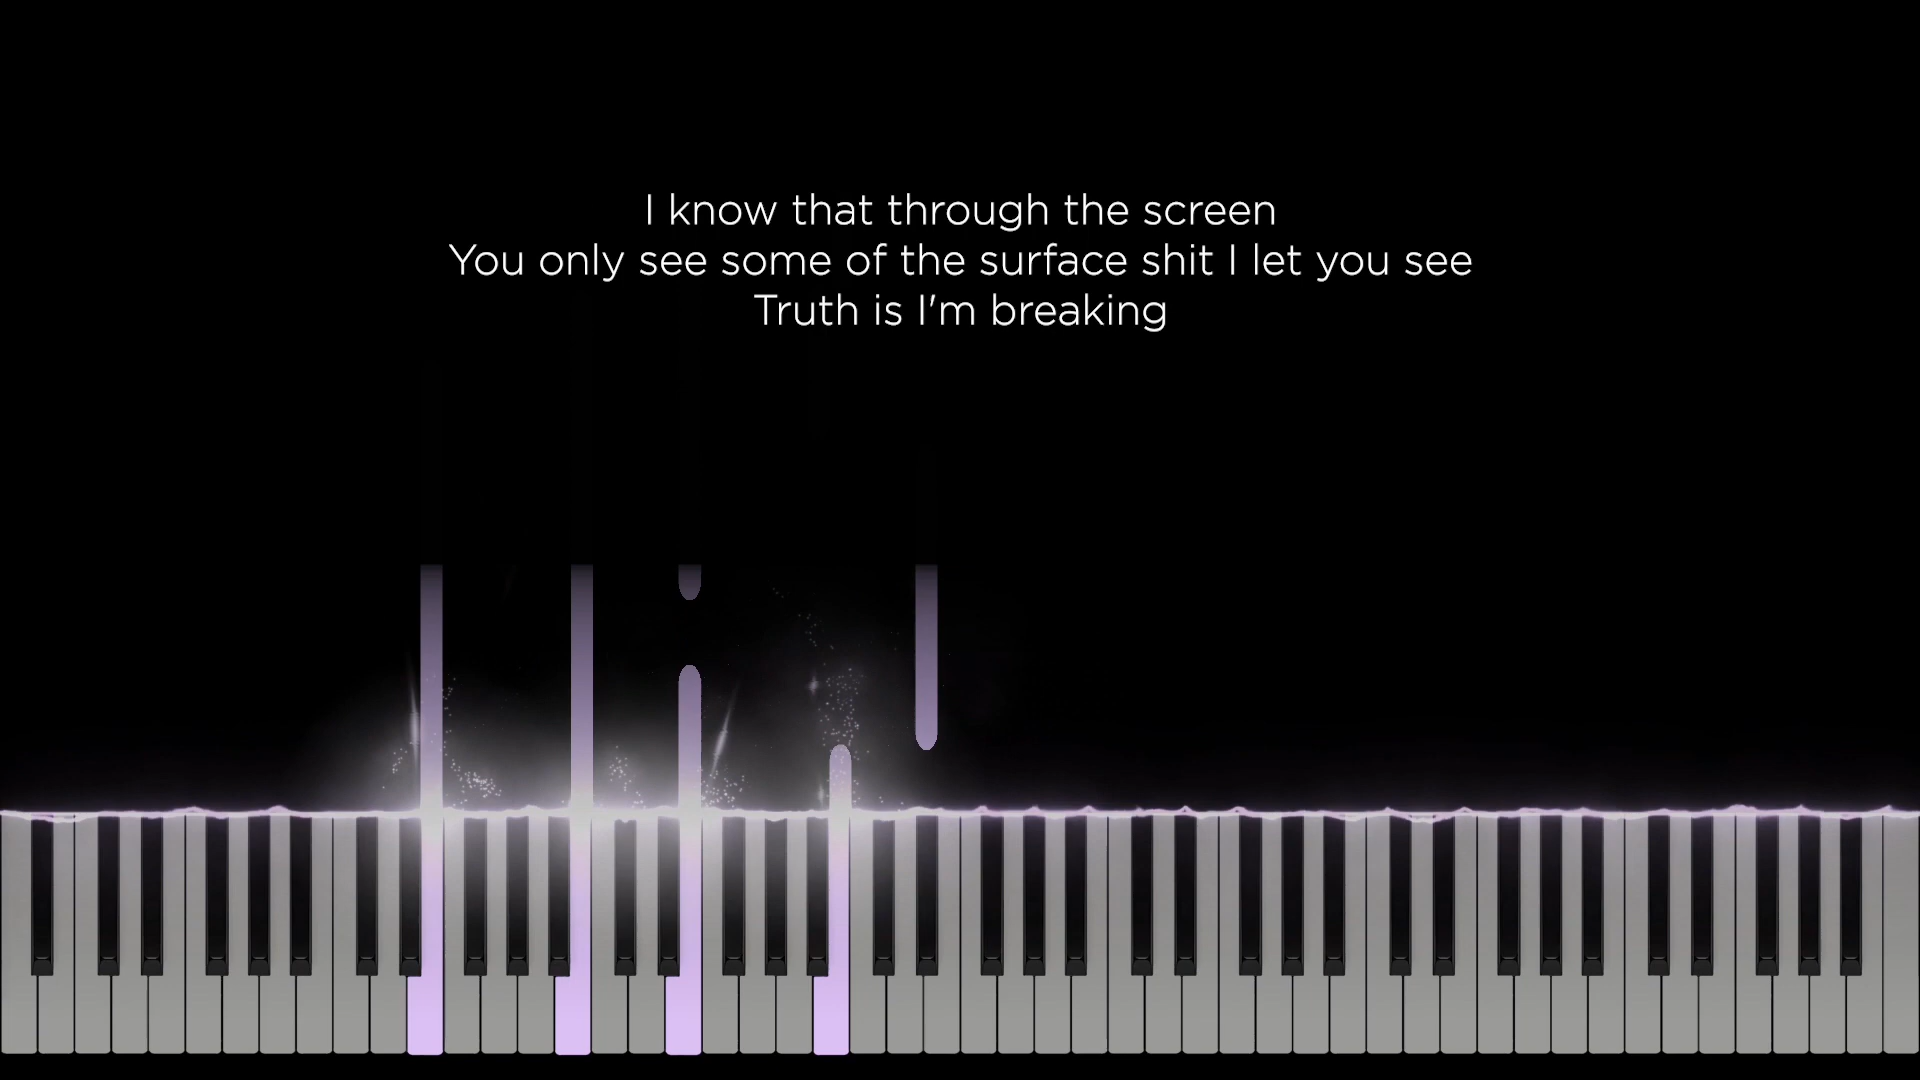 I know that through the screen
You only see some of the surface shit I let you see
Truth is I'm breaking